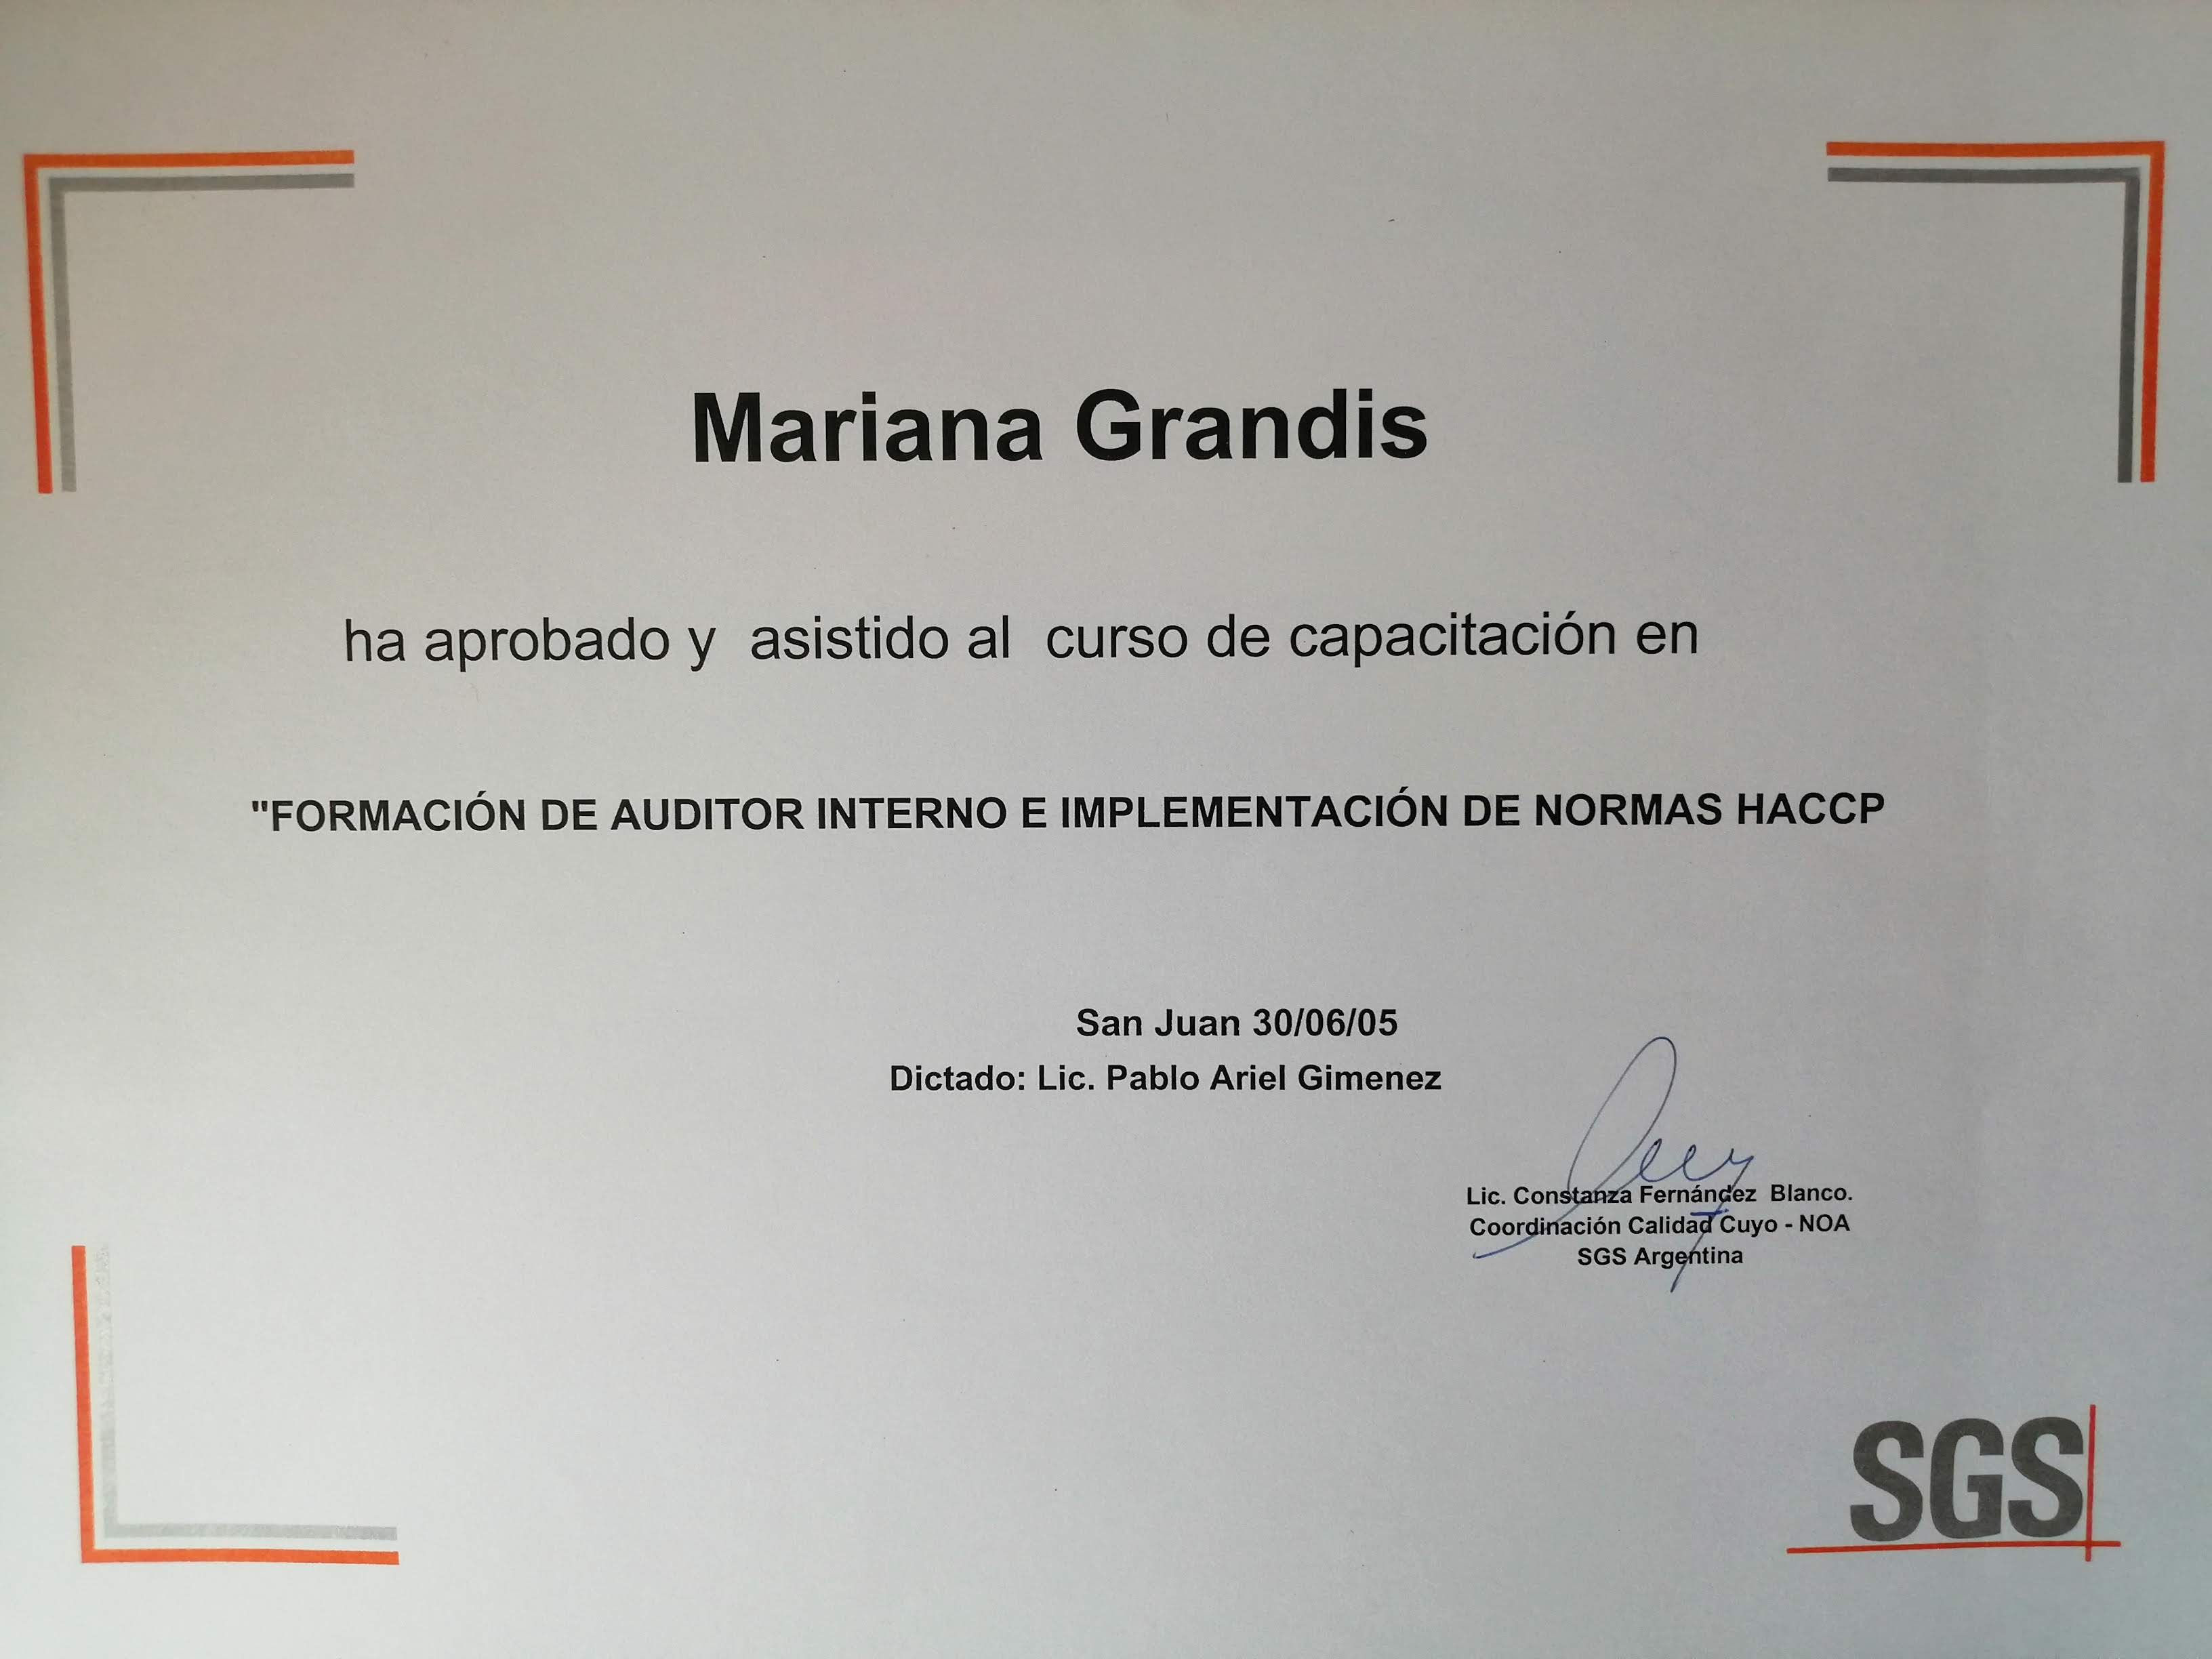 Mariana Grandis
ha aprobado y asistido al curso de capacitación en
"FORMACIÓN DE AUDITOR INTERNO E IMPLEMENTACIÓN DE NORMAS HACCP
San Juan 30/06/05
Dictado: Lic. Pablo Ariel Gimenez
Lic. Constanza Fernández Blanco.
Coordinación Calidad Cuyo - NOA
SGS Argentina
SGS